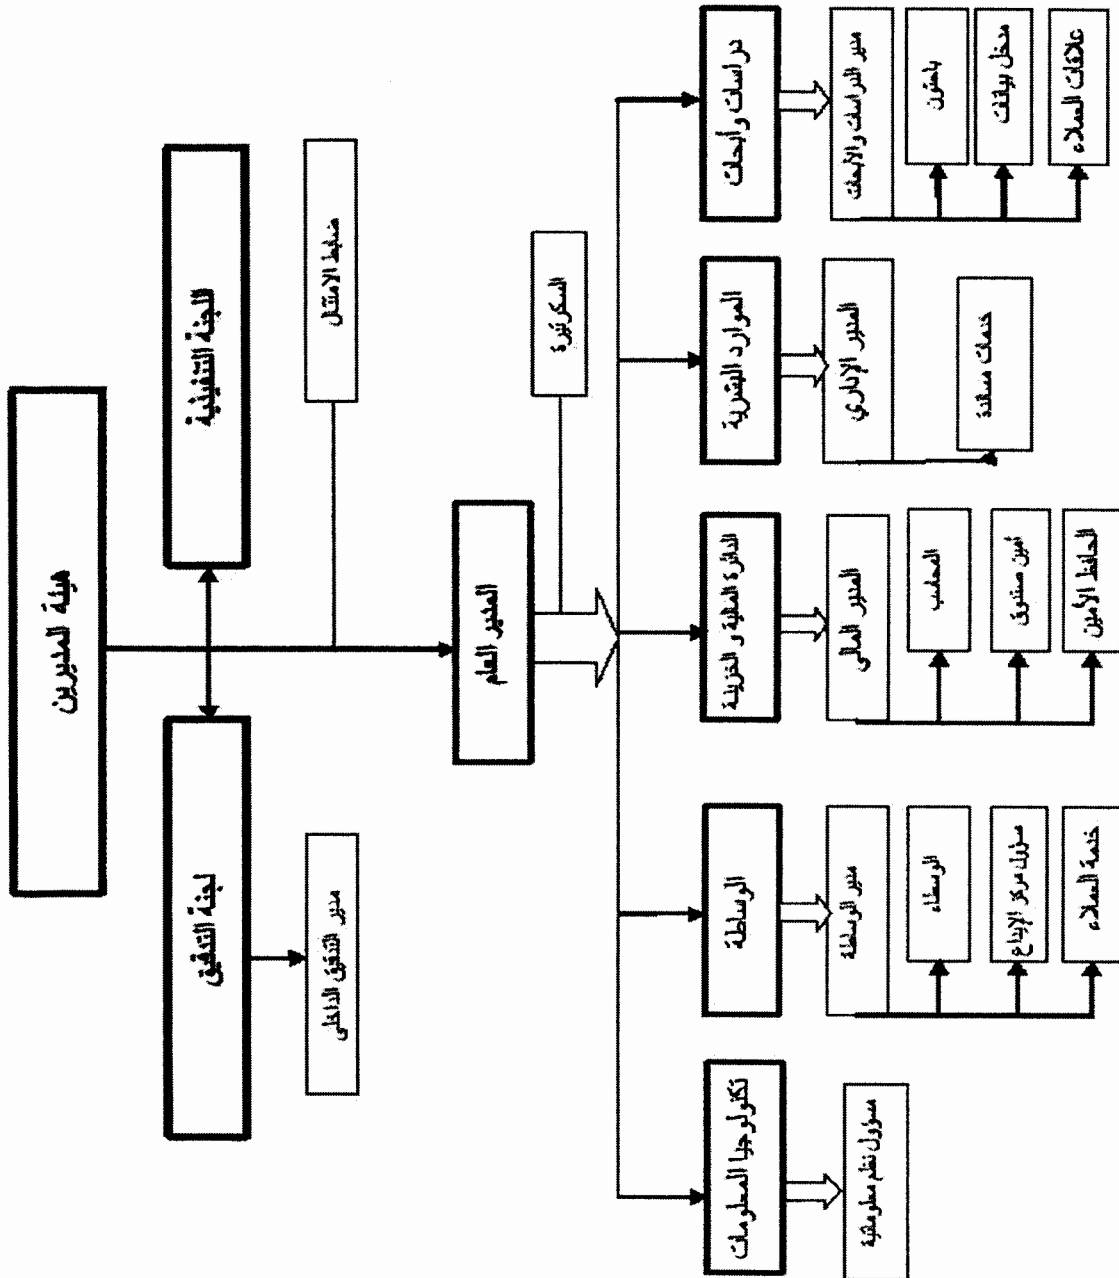 هيئة المديرين
اللجنة التنفيذية
لجنة التدقيق
ضابط الامتثال
مدير التدقيق الداخلي
المدير العام
السكرتيرة
دراسات وأبحاث
الموارد البشرية
الدائرة المالية و الخزينة
الوساطة
تكنولوجيا المعلومات
مدير الدراسات والأبحاث
باحثون
مدخل بيانات
علاقات العملاء
المدير الإداري
خدمات مساندة
المدير المالي
المحاسب
أمين صندوق
الحافظ الأمين
مدير الوساطة
الوسطاء
مسؤول مركز الإيداع
خدمة العملاء
مسؤول نظم معلوماتية